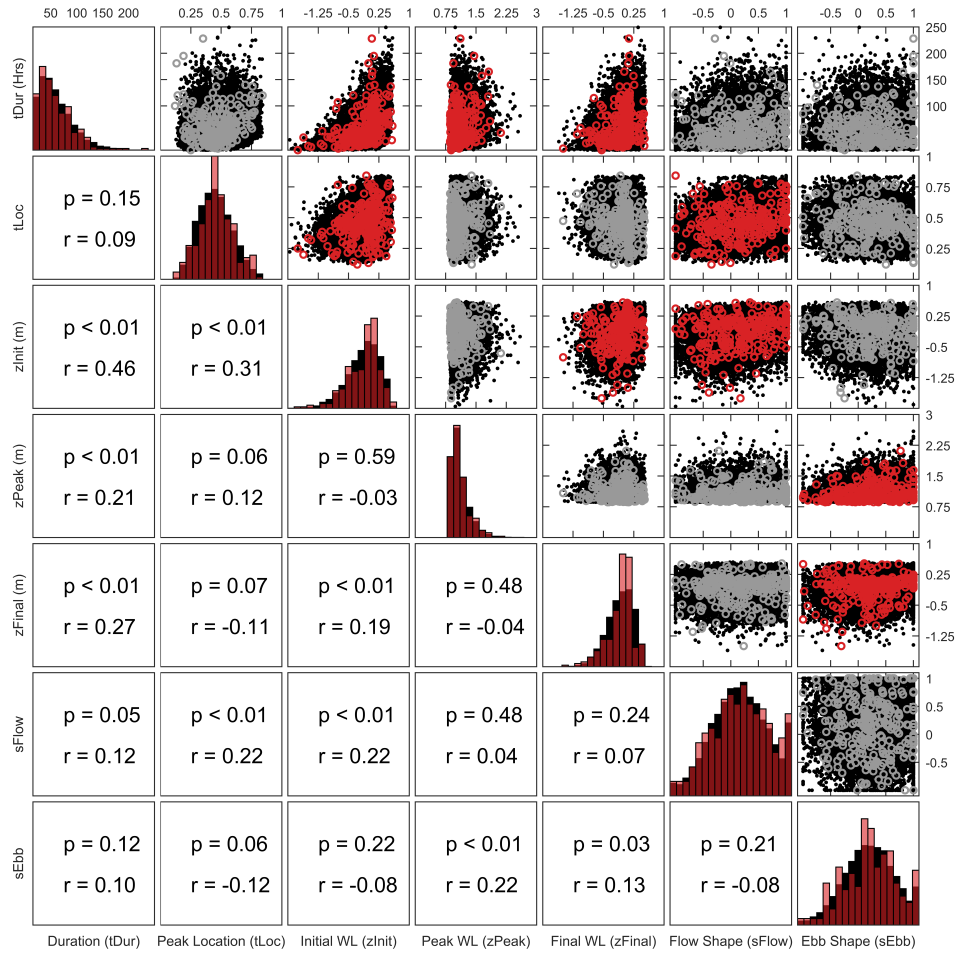 50 100 150 200 0.25 0.5 0.75 1 -1.25 -0.5 0.25 1 0.75 1.5 2.25 3 -1.25 -0.5 0.25 1 -0.5 0 0.5 1 -0.5 0 0.5 1
tDur (Hrs)
250
200
150
100
tLoc
p = 0.15
r = 0.09
1
0.75
0.5
0.25
zInit (m)
p < 0.01 p < 0.01
r = 0.46 r = 0.31
1
0.25
-0.5
-1.25
zPeak (m)
p < 0.01 p = 0.06 p = 0.59
r = 0.21 r = 0.12 r = -0.03
3
2.25
1.5
0.75
zFinal (m)
p < 0.01 p = 0.07 p < 0.01 p = 0.48
r = 0.27 r = -0.11 r = 0.19 r = -0.04
1
0.25
-0.5
-1.25
sFlow
p = 0.05 p < 0.01 p < 0.01 p = 0.48 p = 0.24
r = 0.12 r = 0.22 r = 0.22 r = 0.04 r = 0.07
1
0.5
0
-0.5
sEbb
p = 0.12 p = 0.06 p = 0.22 p < 0.01 p = 0.03 p = 0.21
r = 0.10 r = -0.12 r = -0.08 r = 0.22 r = 0.13 r = -0.08
Duration (tDur) Peak Location (tLoc) Initial WL (zInit) Peak WL (zPeak) Final WL (zFinal) Flow Shape (sFlow) Ebb Shape (sEbb)